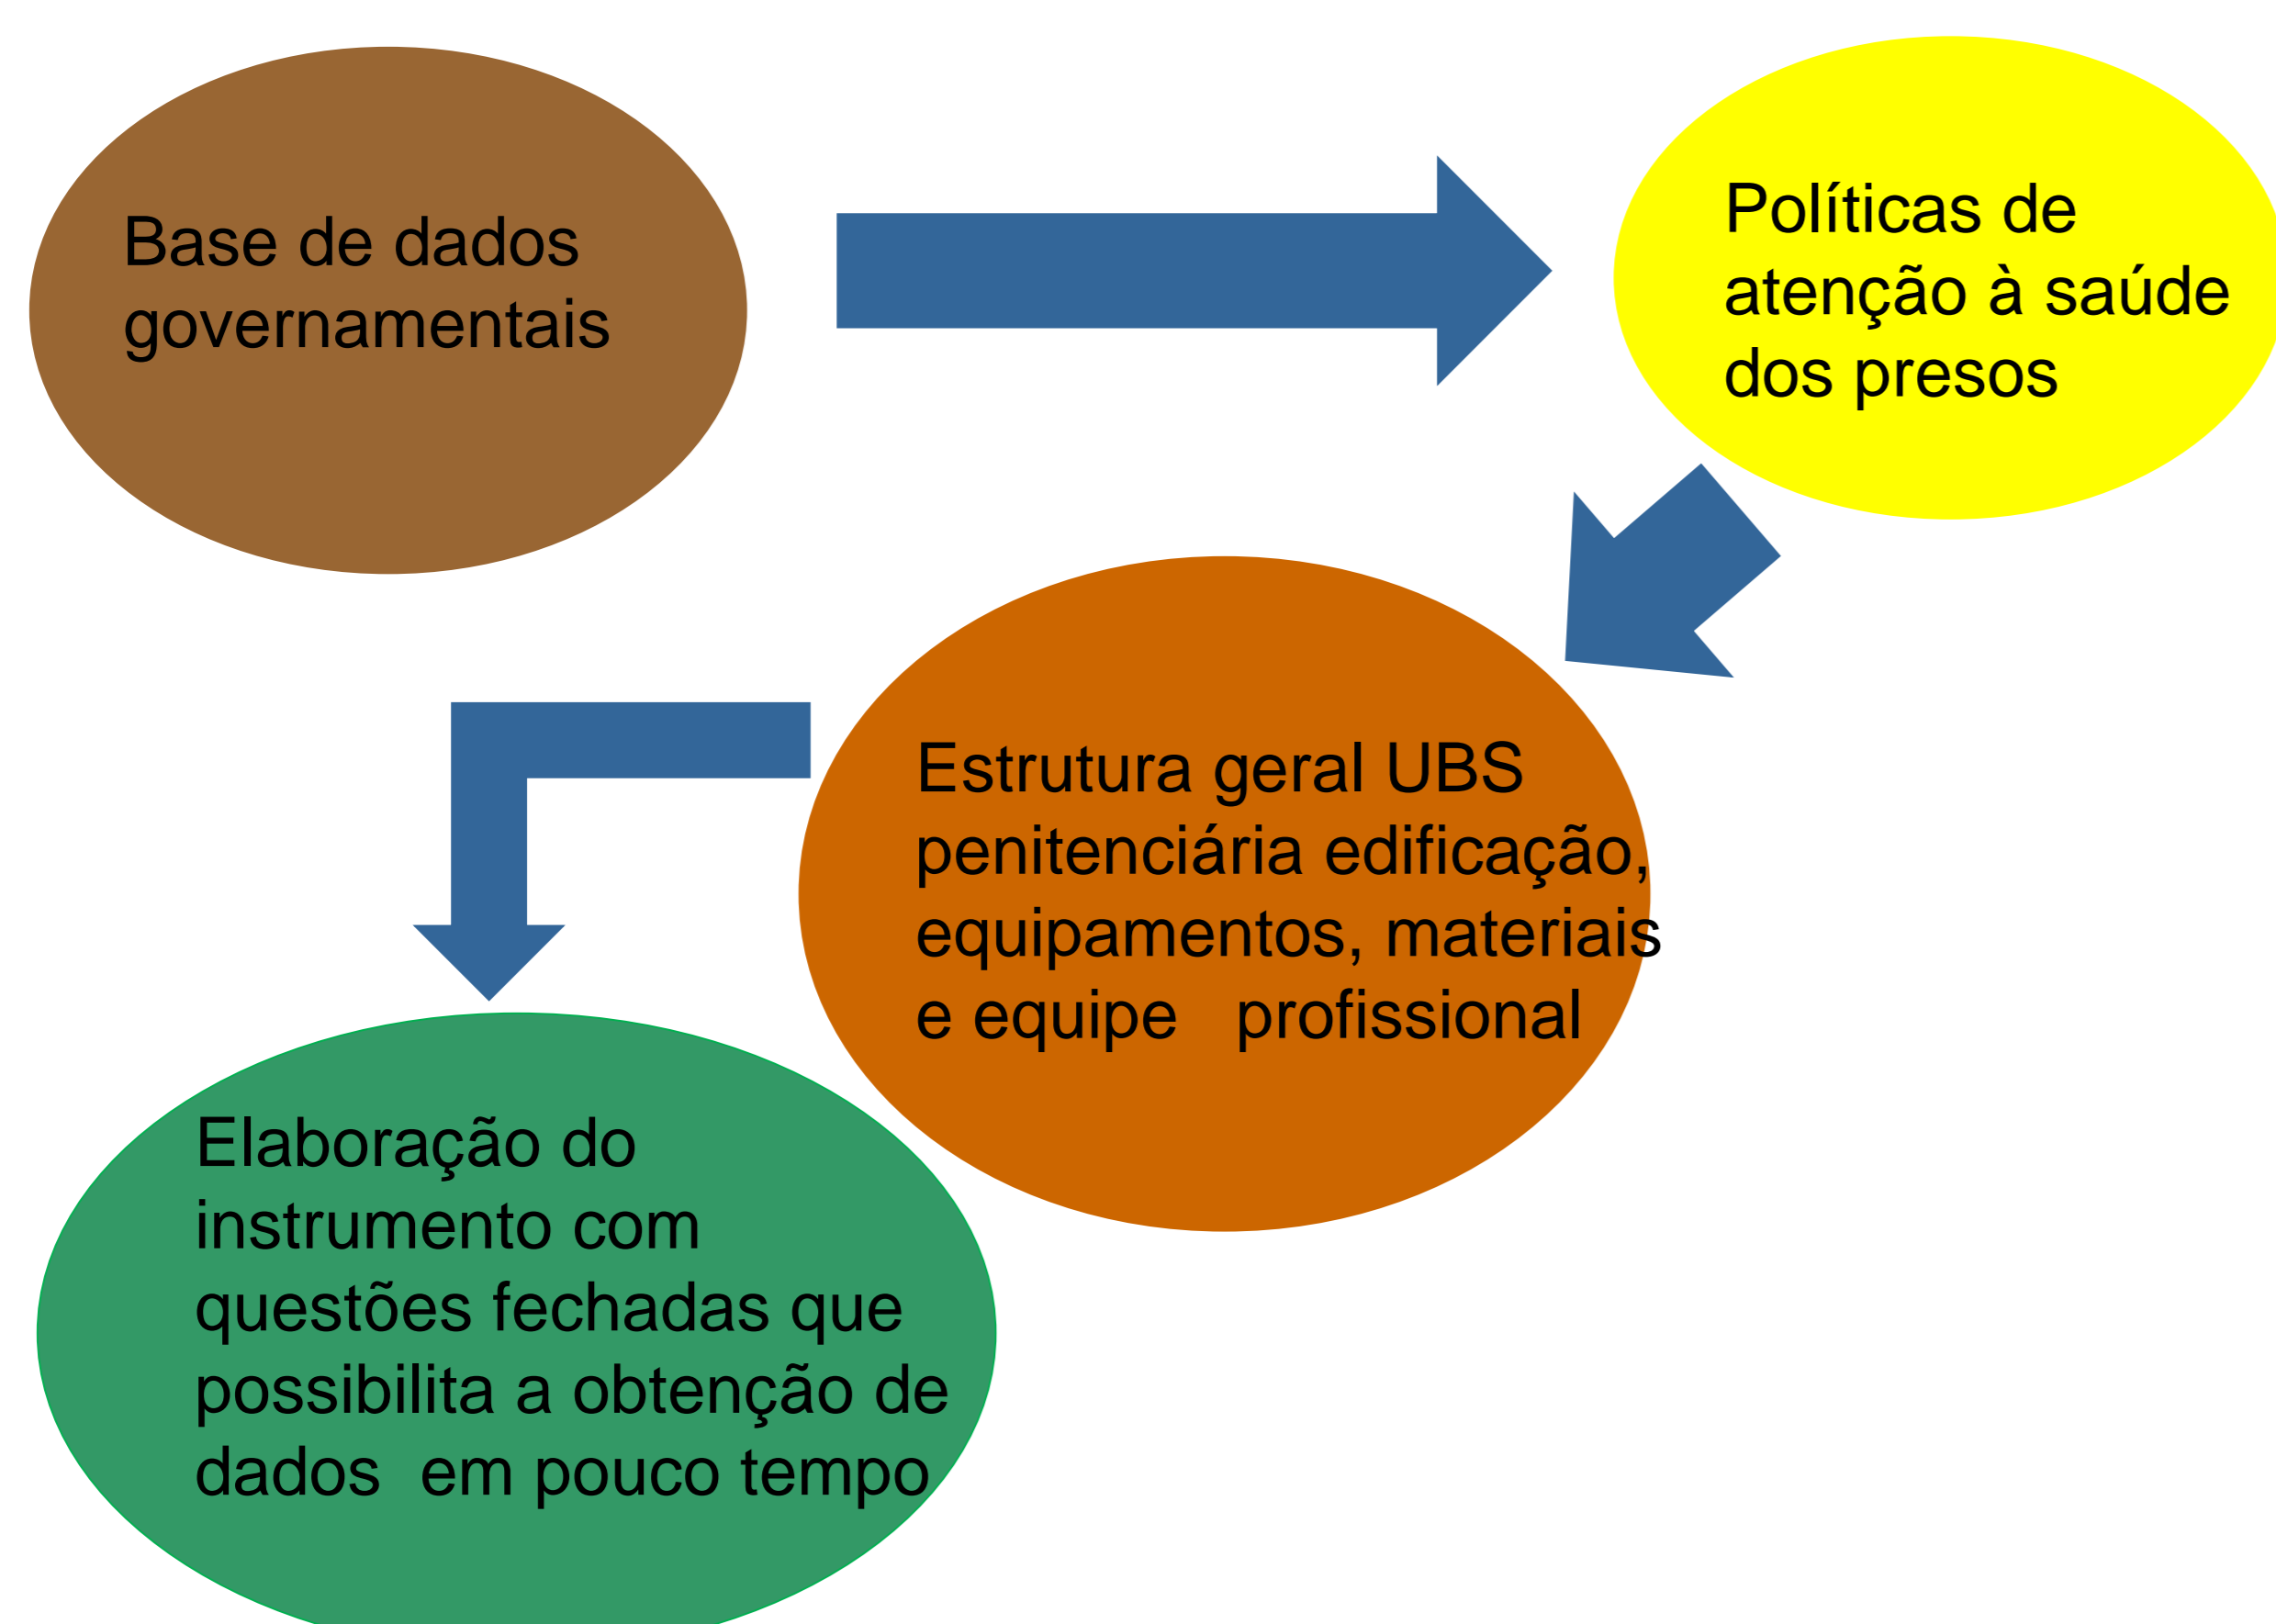 Base de dados
governamentais
Políticas de
atenção à saúde
dos presos
Estrutura geral UBS
penitenciária edificação,
equipamentos, materiais
e equipe profissional
Elaboração do
instrumento com
questões fechadas que
possibilita a obtenção de
dados em pouco tempo